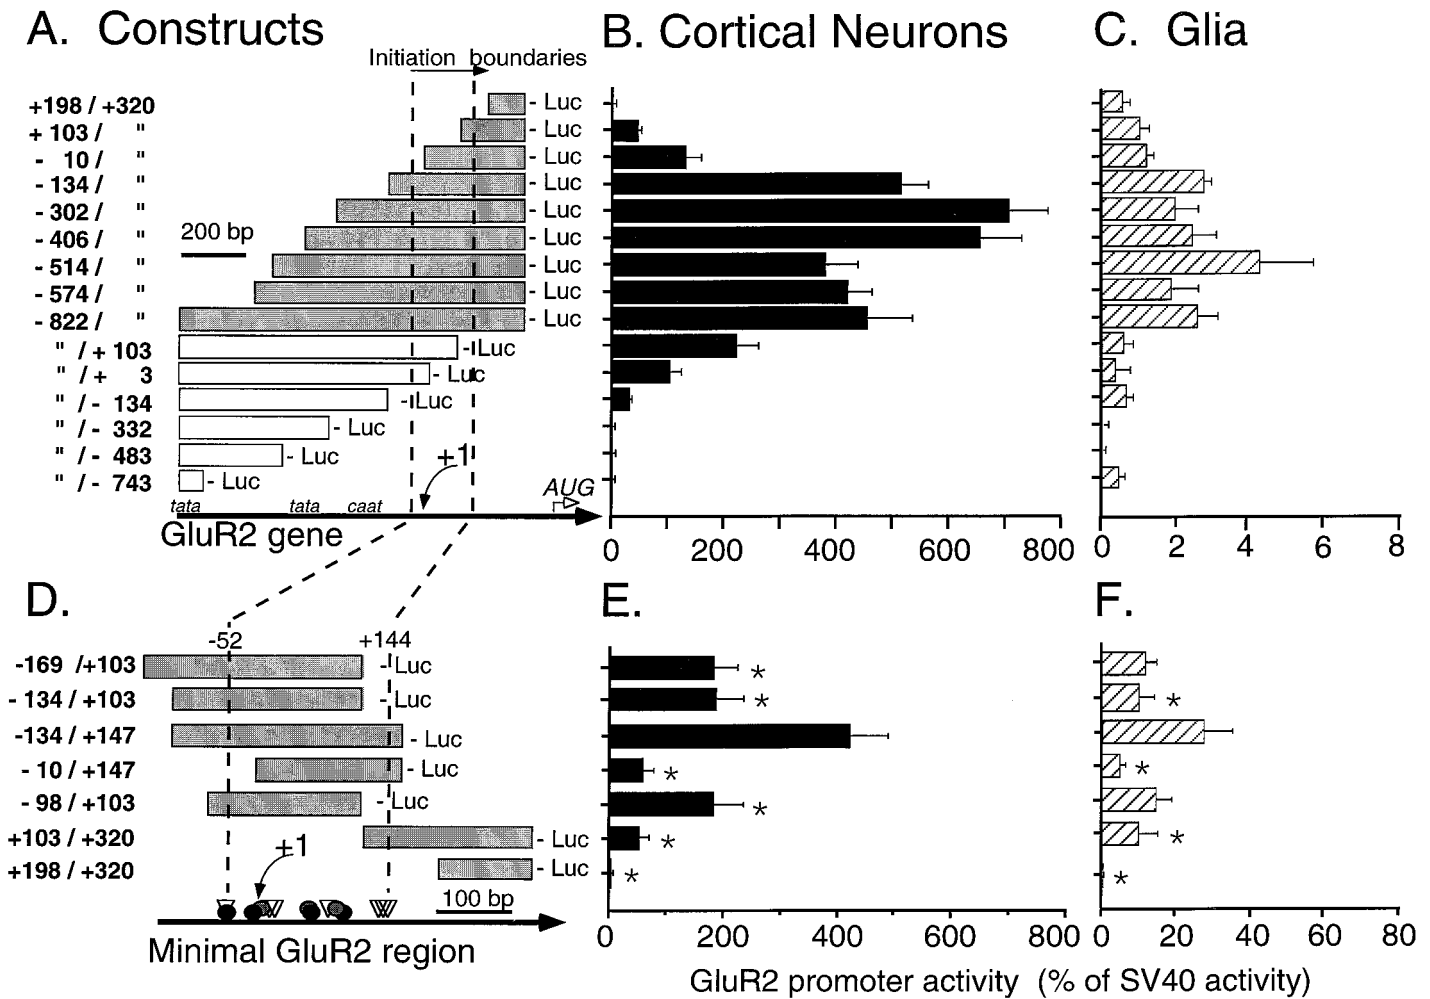 A. Constructs
B. Cortical Neurons
C. Glia
Initiation boundaries
+198 / +320
- Luc
+ 103 / "
- Luc
- 10 / "
- Luc
- 134 / "
- Luc
- 302 / "
- Luc
200 bp
- 406 / "
- Luc
- 514 / "
- Luc
- 574 / "
- Luc
- 822 / "
- Luc
" / + 103
- Luc
" / + 3
- Luc
" / - 134
- Luc
" / - 332
- Luc
" / - 483
- Luc
+1
" / - 743
- Luc
AUG
tata tata caat
GluR2 gene
0 200 400 600 800
0 2 4 6 8
D.
E.
F.
-52 +144
-169 /+103
- Luc
*
- 134 / +103
- Luc
*
*
-134 / +147
- Luc
- 10 / +147
- Luc
*
*
- 98 / +103
- Luc
*
+103 / +320
- Luc
*
*
+1
+198 / +320
- Luc
*
*
100 bp
Minimal GluR2 region
0 200 400 600 800
0 20 40 60 80
GluR2 promoter activity (% of SV40 activity)